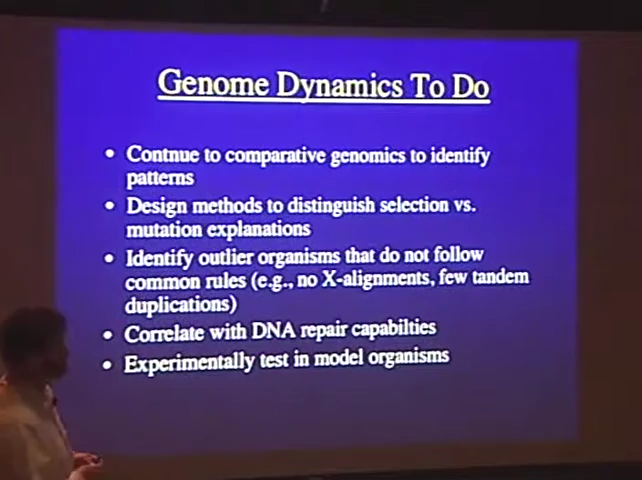 Genome Dynamics To Do
• Contnue to comparative genomics to identify
patterns
• Design methods to distinguish selection vs.
mutation explanations
• Identify outlier organisms that do not follow
common rules (e.g., no X-alignments, few tandem
duplications)
• Correlate with DNA repair capabilties
• Experimentally test in model organisms